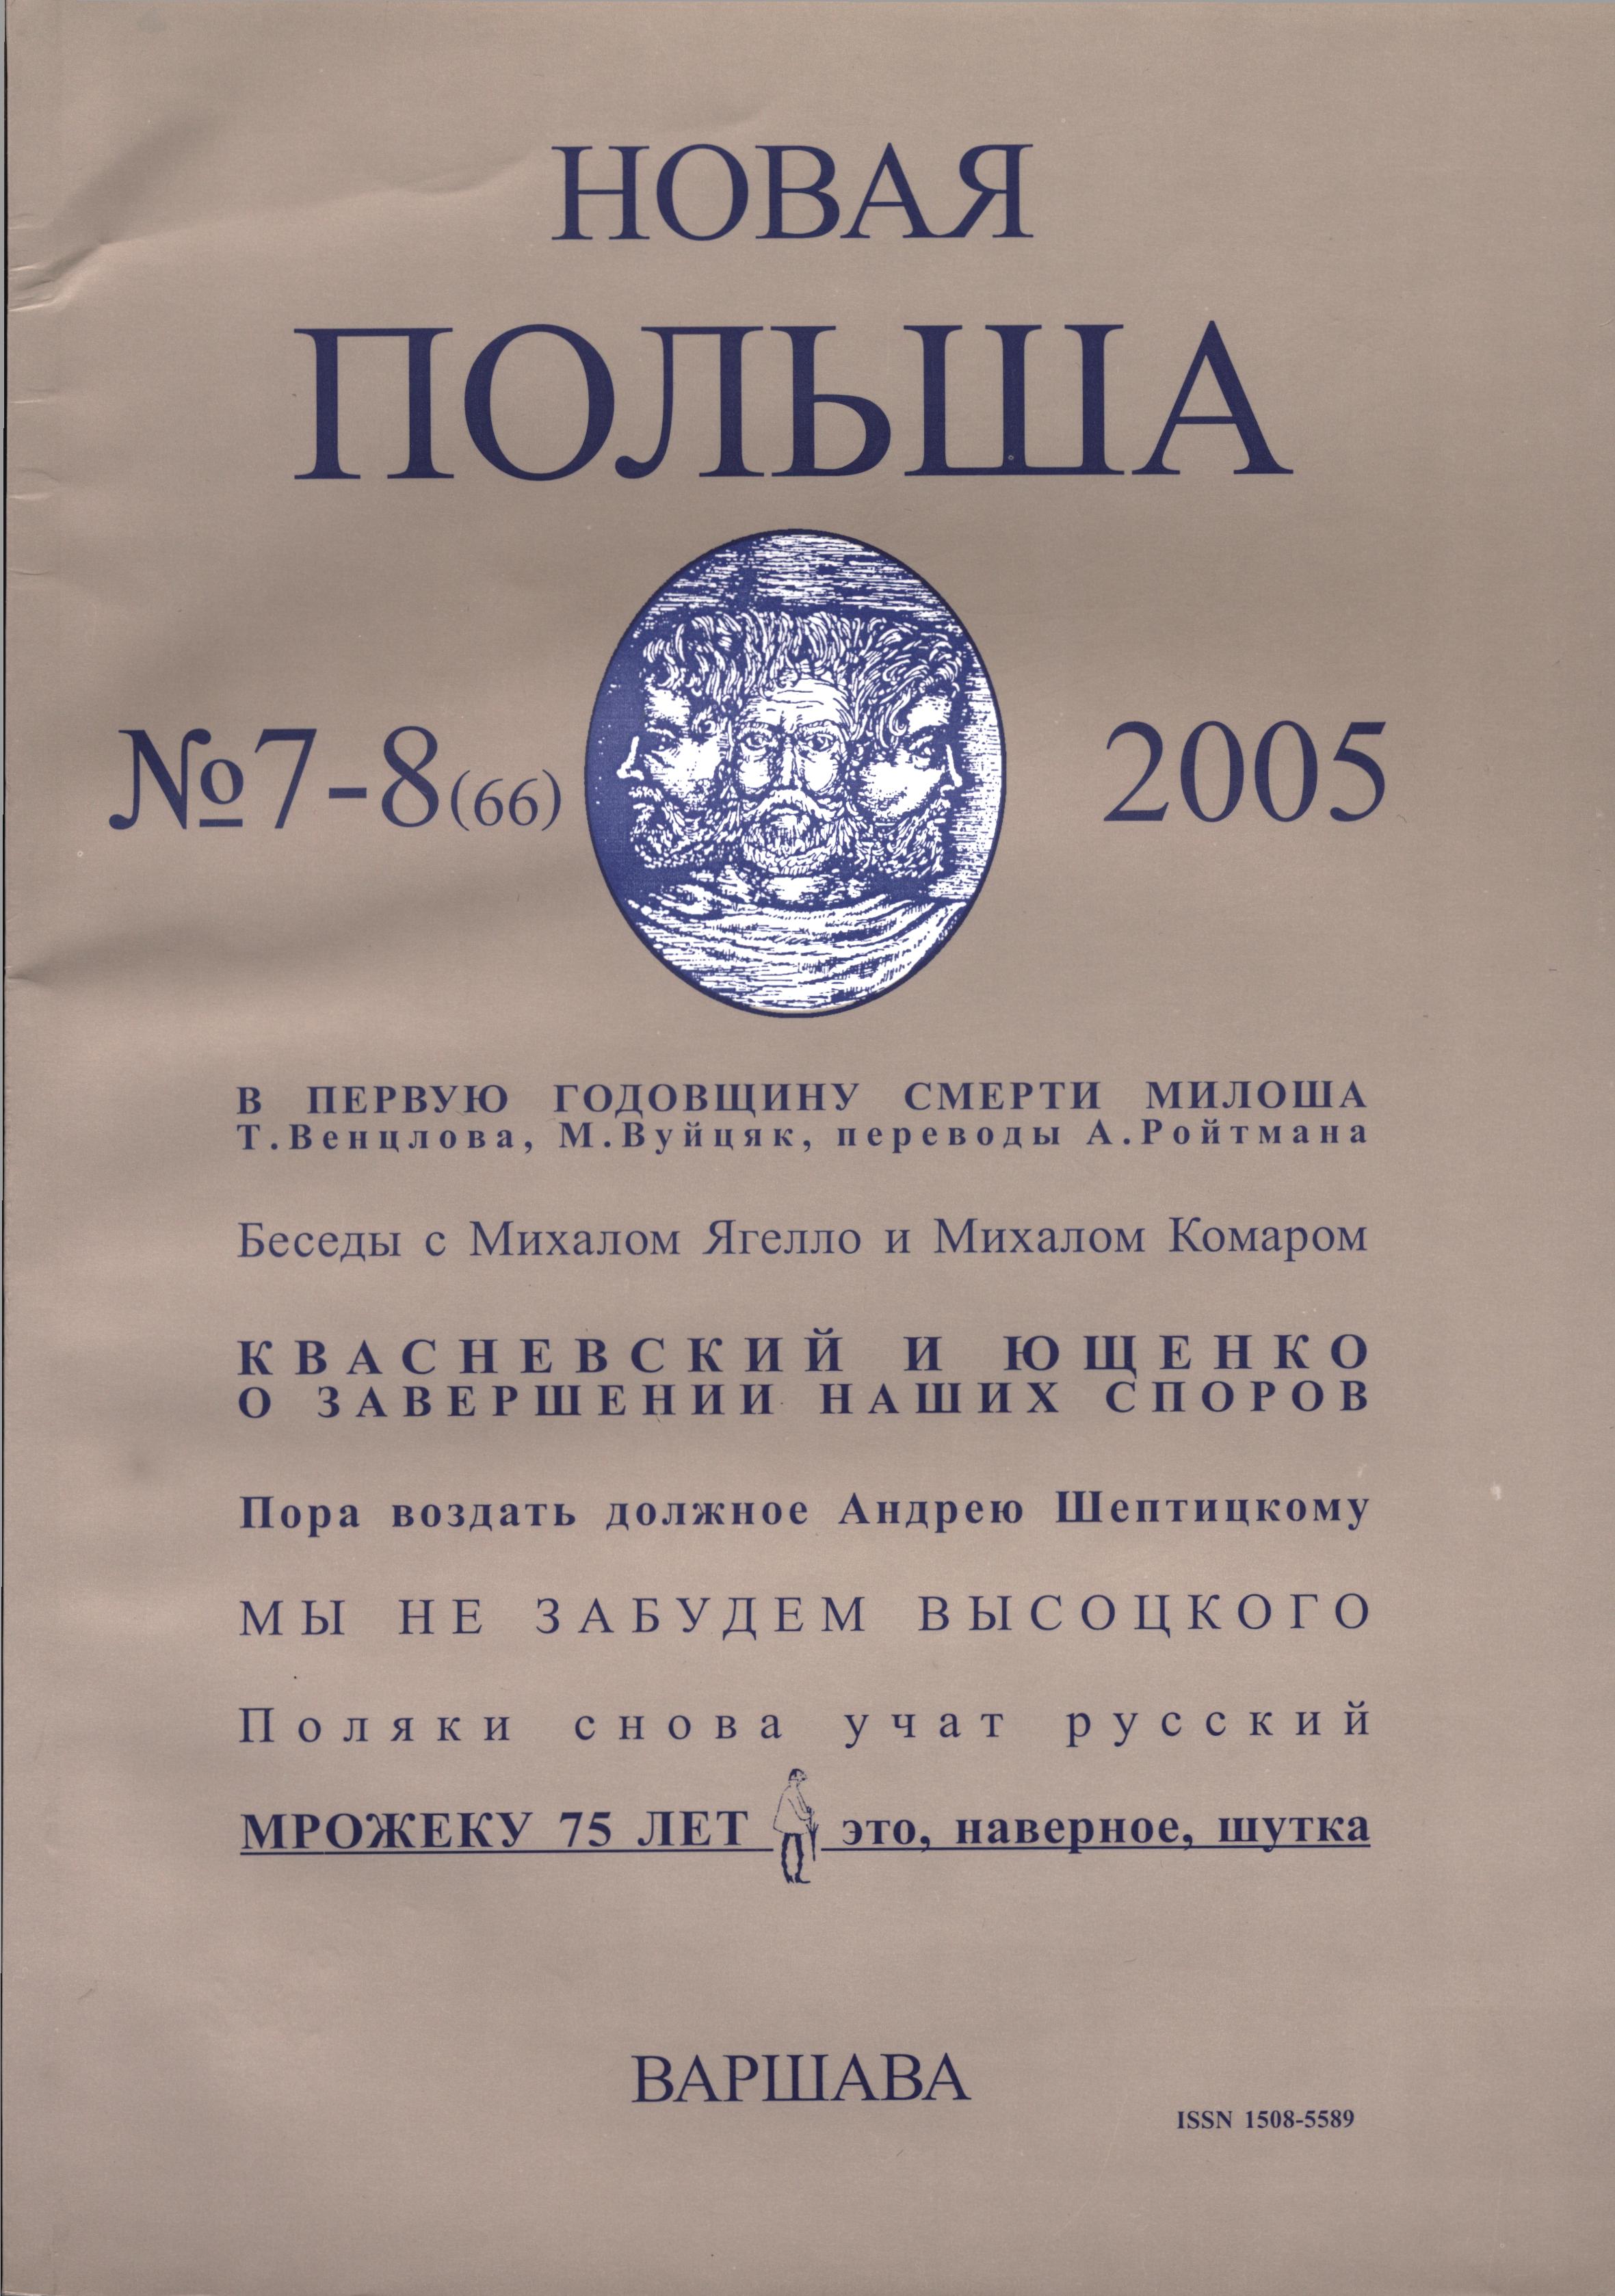 НОВАЯ
ПОЛЬША
№7-8(66) 2005
В ПЕРВУЮ ГОДОВЩИНУ СМЕРТИ МИЛОША
Т.Венцлова, М.Вуйцяк, переводы А.Ройтмана
Беседы с Михалом Ягелло и Михалом Комаром
КВАСНЕВСКИЙ И ЮЩЕНКО
О ЗАВЕРШЕНИИ НАШИХ СПОРОВ
Пора воздать должное Андрею Шептицкому
МЫ НЕ ЗАБУДЕМ ВЫСОЦКОГО
Поляки снова учат русский
МРОЖЕКУ 75 ЛЕТ это, наверное, шутка
ВАРШАВА
ISSN 1508-5589